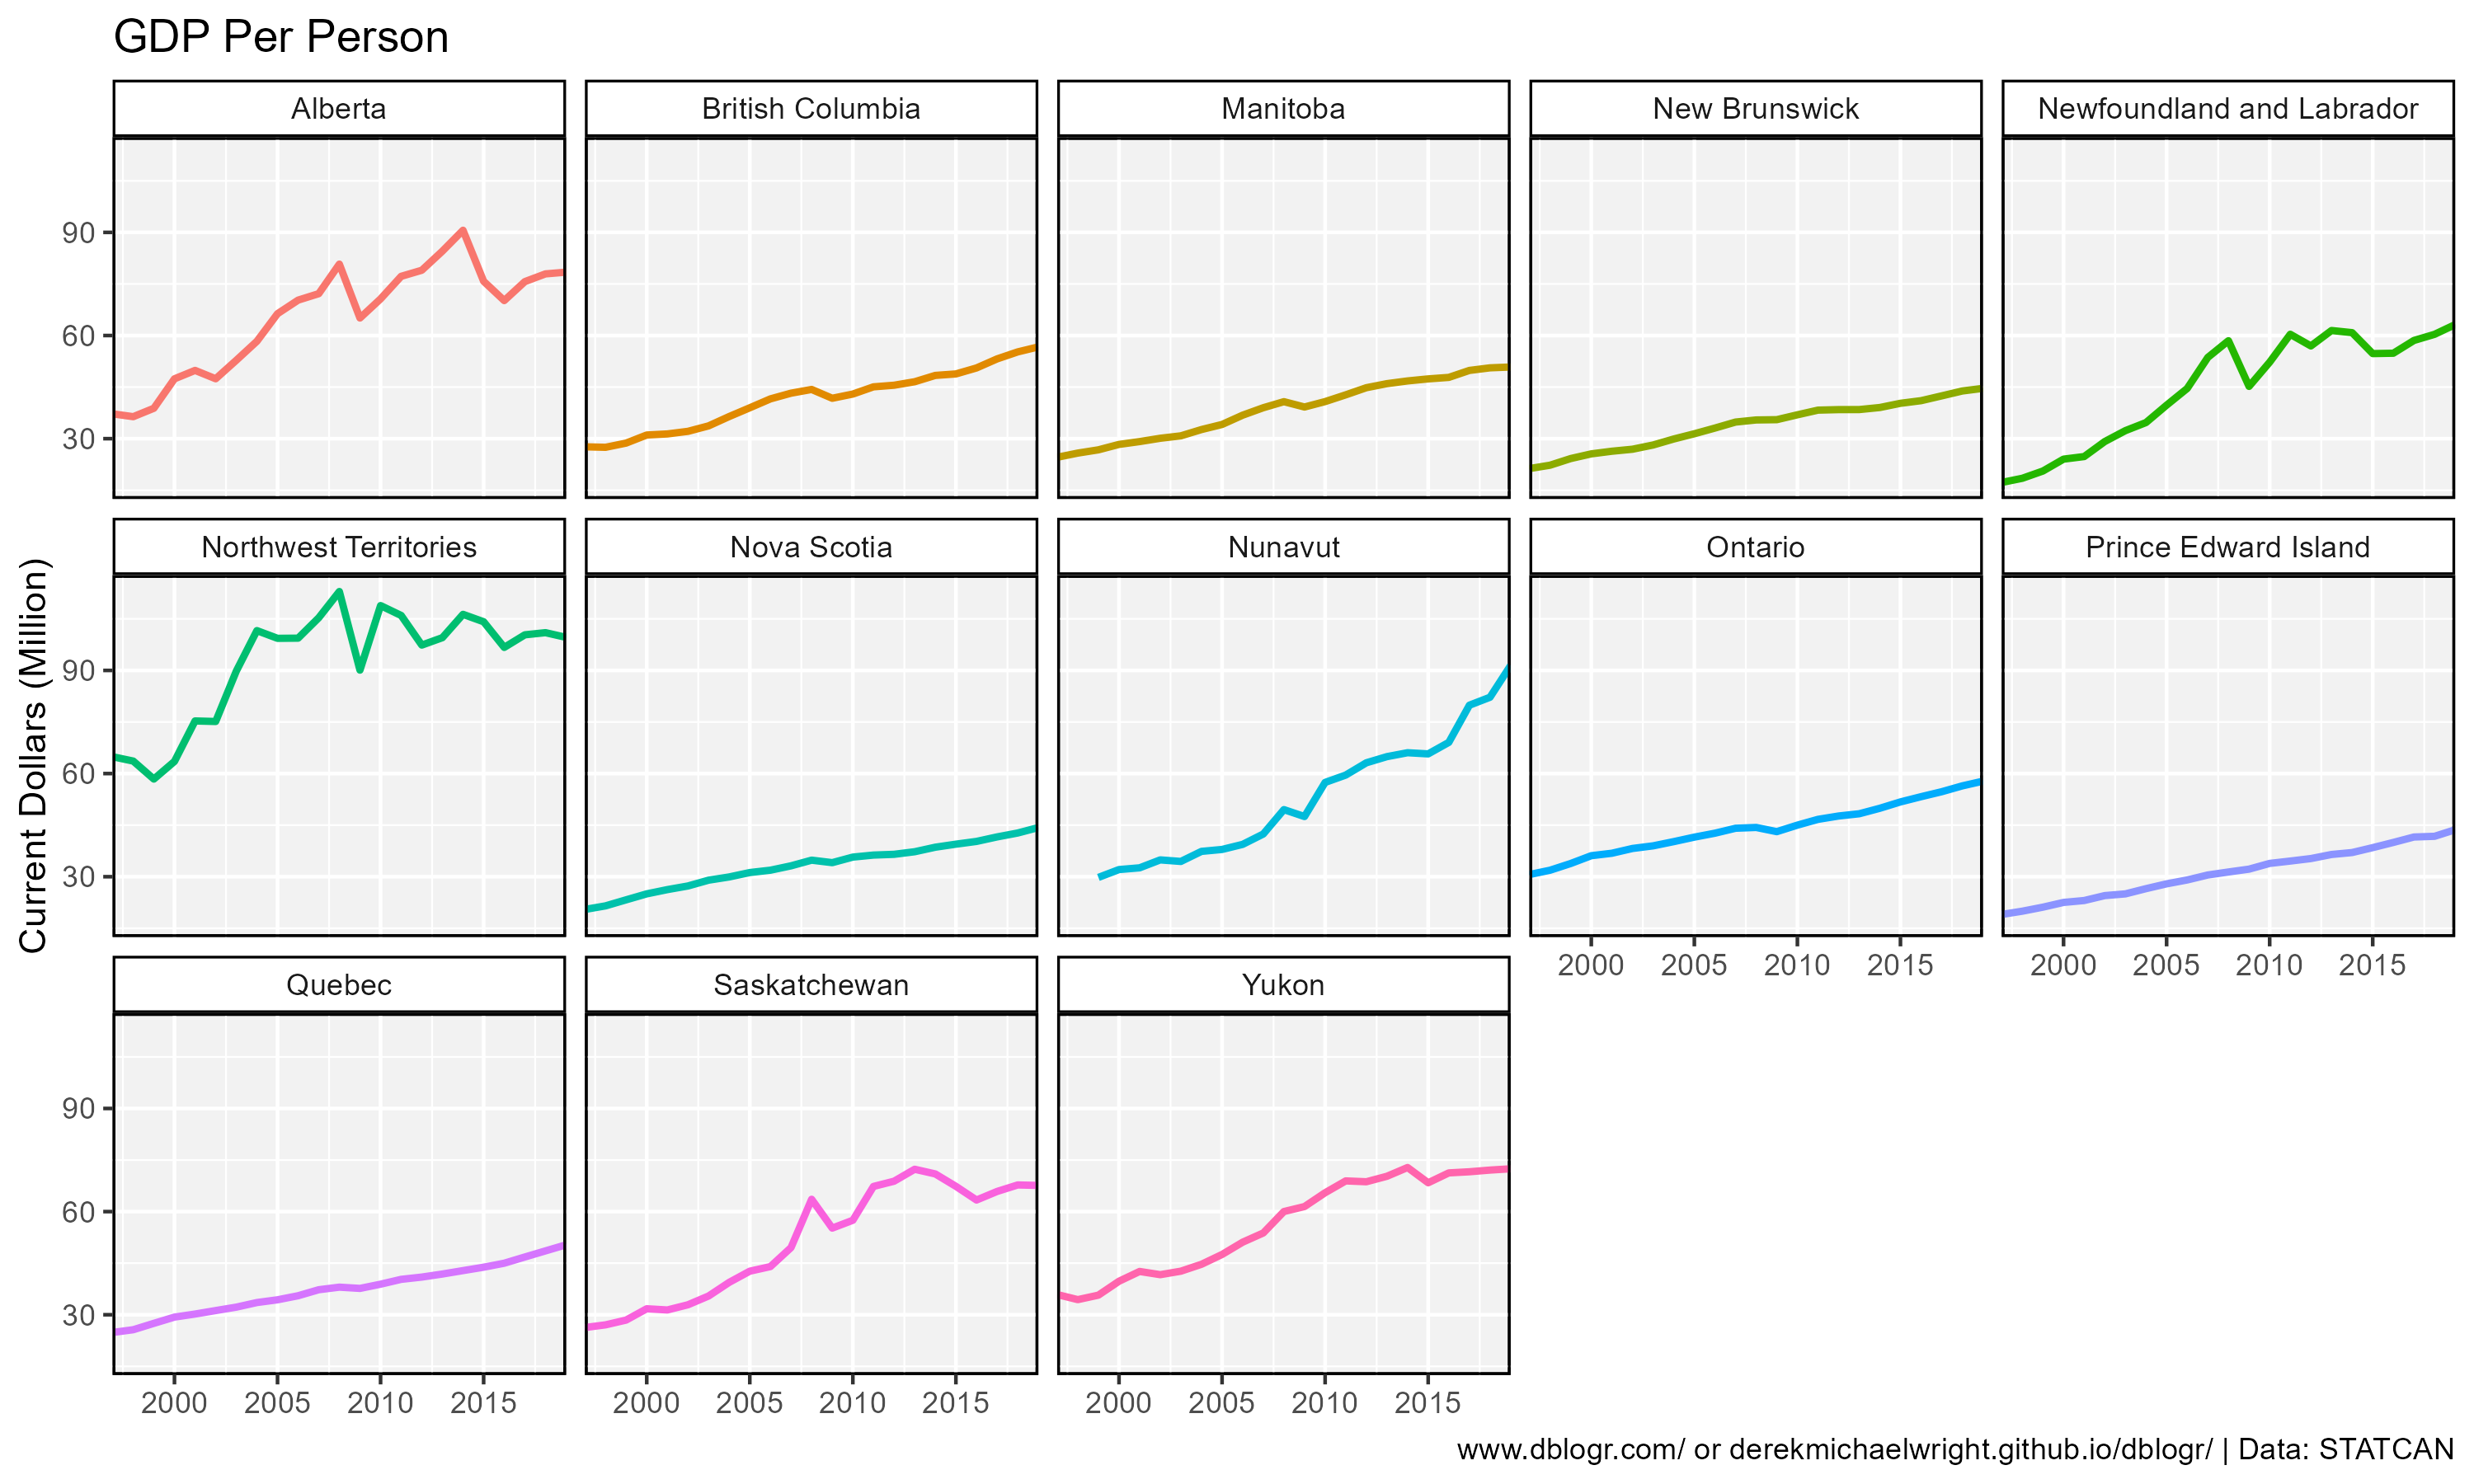 GDP Per Person
Alberta
British Columbia
Manitoba
New Brunswick
Newfoundland and Labrador
90
60
30
Northwest Territories
Nova Scotia
Nunavut
Ontario
Prince Edward Island
Current Dollars (Million)
90
60
30
2000 2005 2010 2015
2000 2005 2010 2015
Quebec
Saskatchewan
Yukon
90
60
30
2000 2005 2010 2015
2000 2005 2010 2015
2000 2005 2010 2015
www.dblogr.com/ or derekmichaelwright.github.io/dblogr/ | Data: STATCAN